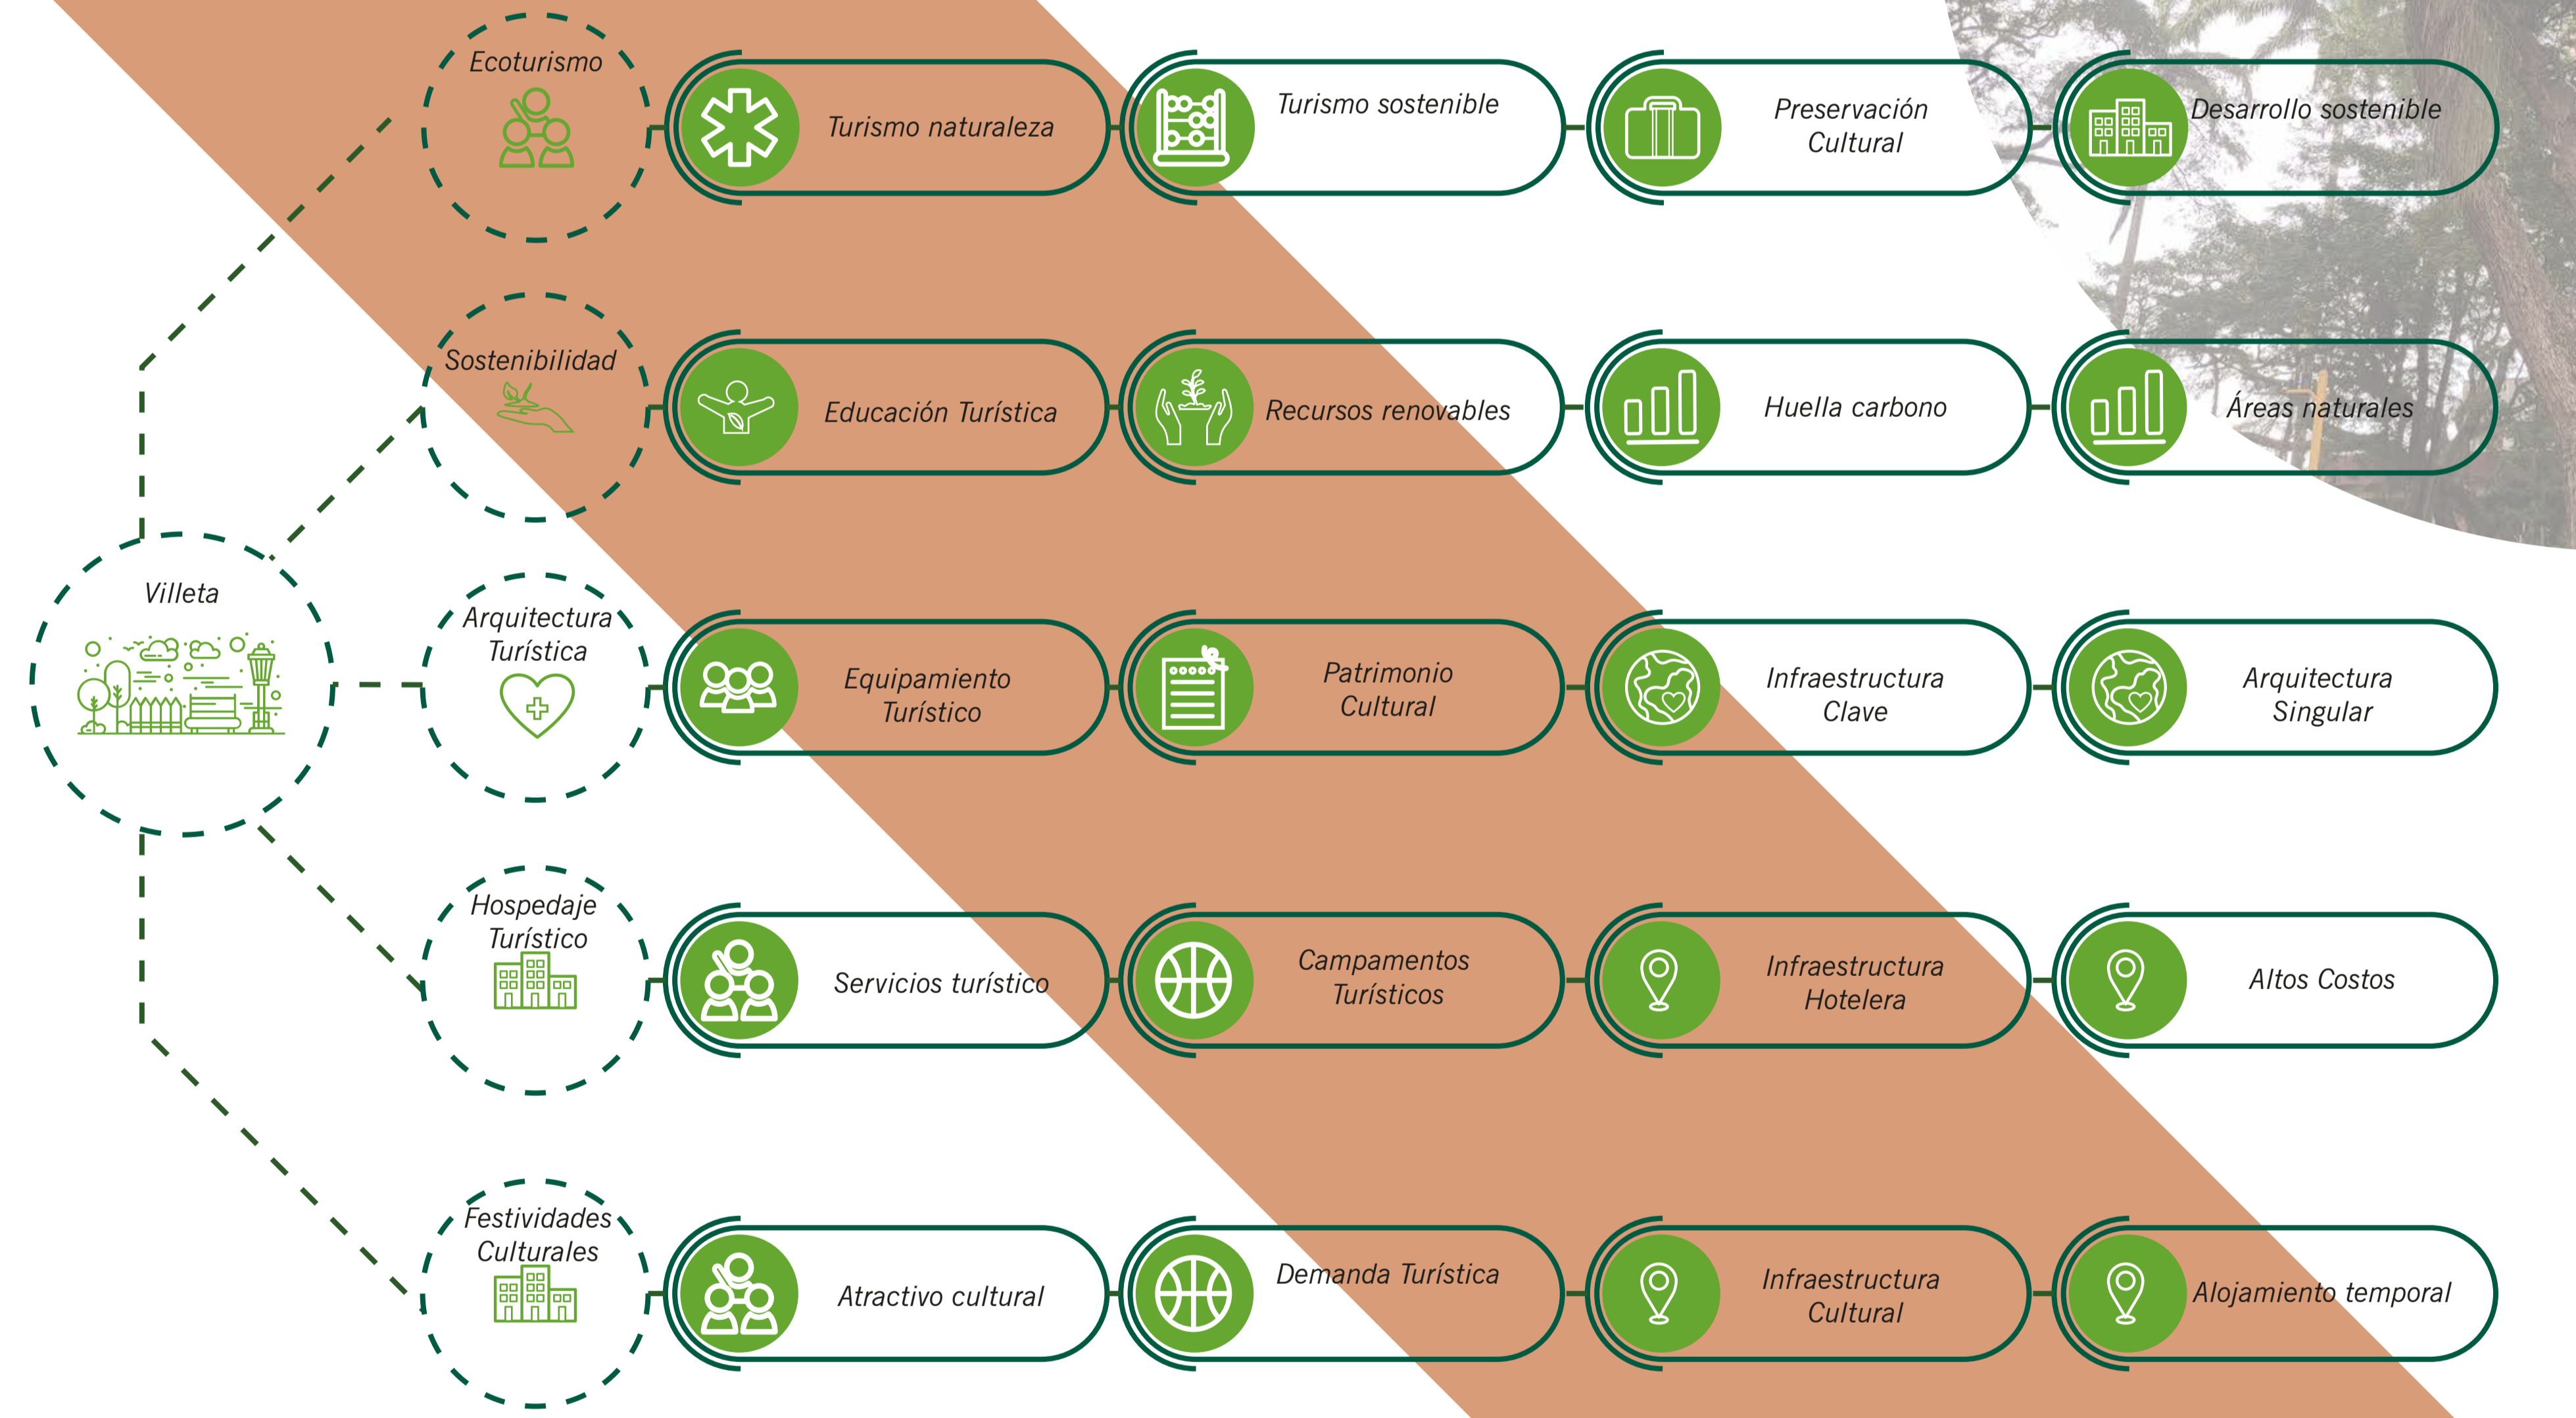 Ecoturismo
Turismo naturaleza
Turismo sostenible
Preservación
Cultural
Desarrollo sostenible
Sostenibilidad
Educación Turística
Recursos renovables
Huella carbono
Áreas naturales
Villeta
Arquitectura
Turística
Equipamiento
Turístico
Patrimonio
Cultural
Infraestructura
Clave
Arquitectura
Singular
Hospedaje
Turístico
Servicios turístico
Campamentos
Turísticos
Infraestructura
Hotelera
Altos Costos
Festividades
Culturales
Atractivo cultural
Demanda Turística
Infraestructura
Cultural
Alojamiento temporal